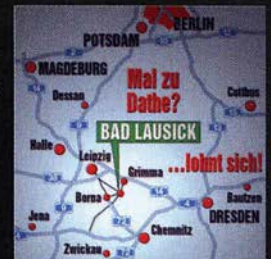 BERLIN
POTSDAM
MAGDEBURG
Mal zu
Dathe?
Dessau
Cottbus
BAD LAUSICK
Halle
Leipzig
Grimma
...lohnt sich!
Borna
Bautzen
DRESDEN
Jena
Chemnitz
Zwickau